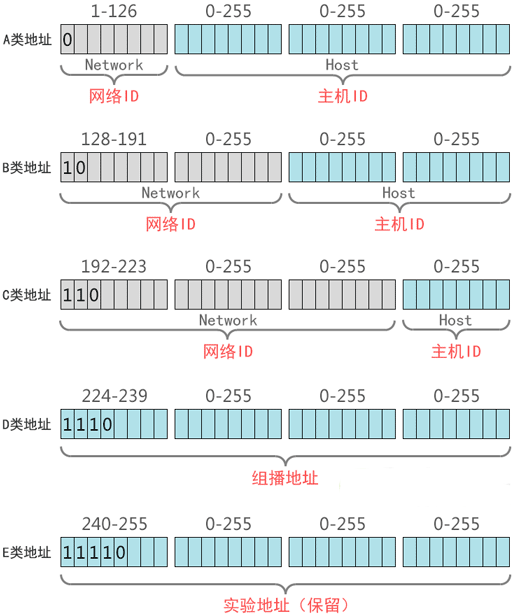 1-126 0-255 0-255 0-255
A类地址 0
Network Host
网络ID 主机ID
128-191 0-255 0-255 0-255
B类地址 10
Network Host
网络ID 主机ID
192-223 0-255 0-255 0-255
C类地址 110
Network Host
网络ID 主机ID
224-239 0-255 0-255 0-255
D类地址 1110
组播地址
240-255 0-255 0-255 0-255
E类地址 11110
实验地址（保留）